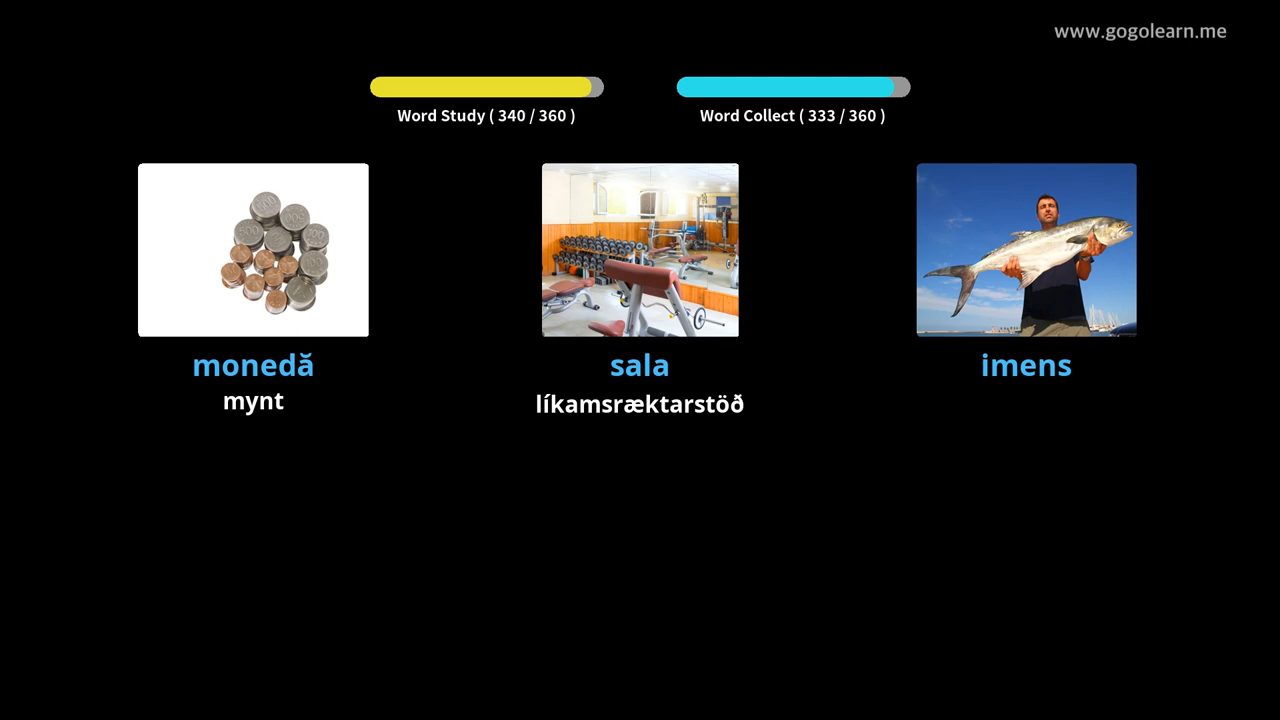 www.gogolearn.me
Word Study ( 340 / 360 )
Word Collect ( 333 / 360 )
monedă
mynt
sala
líkamsræktarstöð
imens